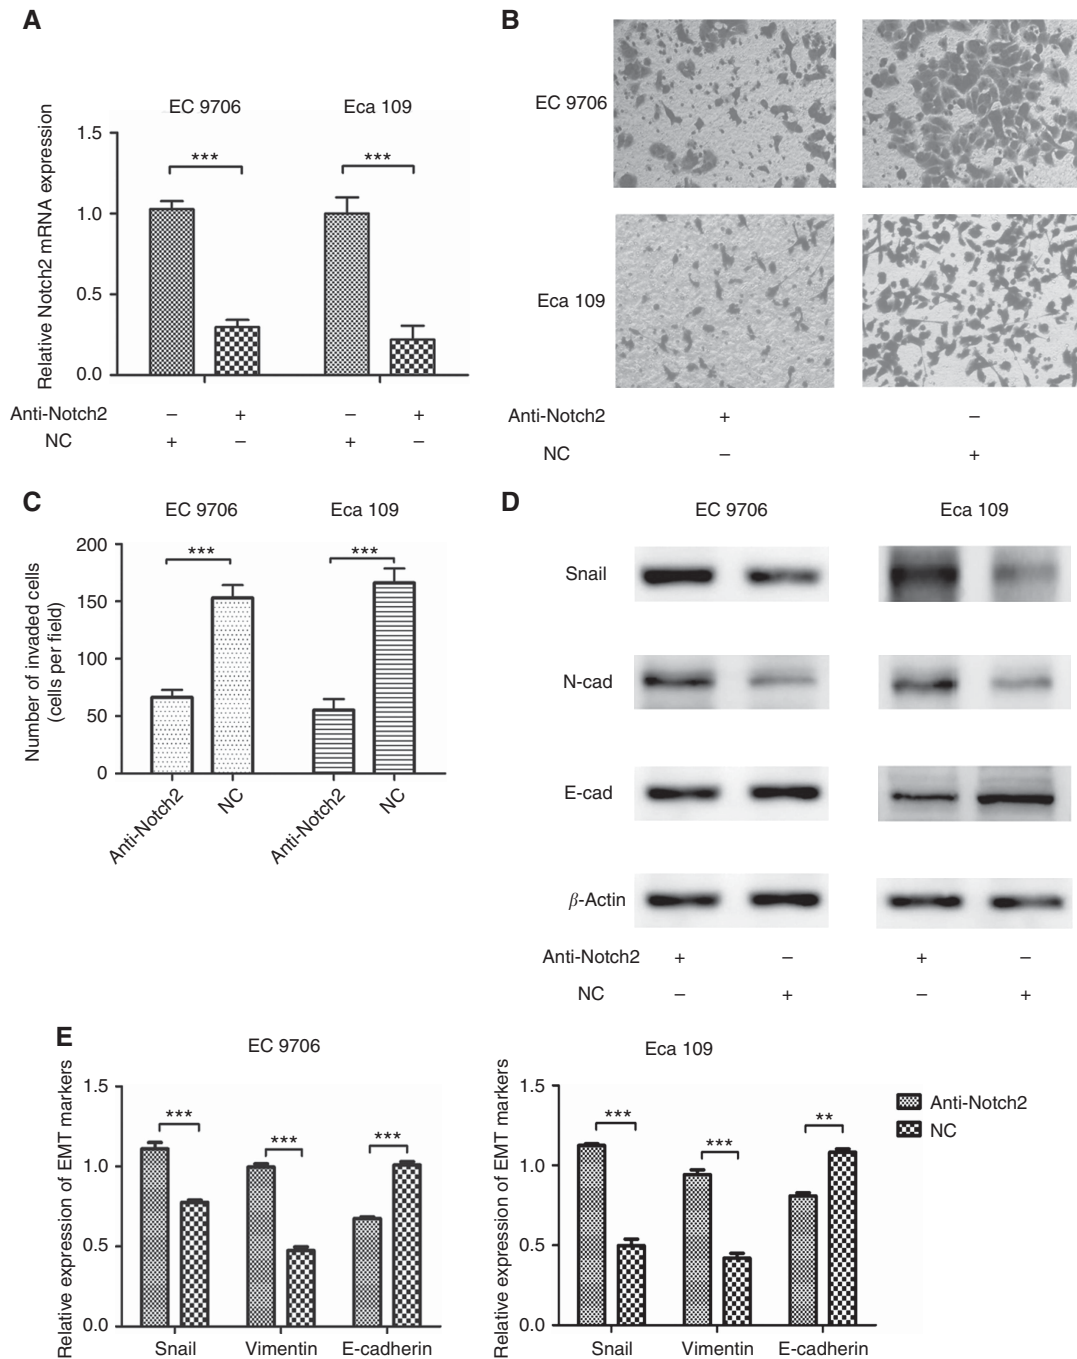 A
EC 9706
Eca 109
Relative Notch2 mRNA expression
1.5
1.0
0.5
0.0
***
***
Anti-Notch2 – + – +
NC + – + –
B
EC 9706
Eca 109
Anti-Notch2 + –
NC – +
C
EC 9706
Eca 109
Number of invaded cells
(cells per field)
200
150
100
50
0
***
***
Anti-Notch2
NC
Anti-Notch2
NC
D
EC 9706
Eca 109
Snail
N-cad
E-cad
β-Actin
Anti-Notch2 + – + –
NC – + – +
E
EC 9706
Relative expression of EMT markers
1.5
1.0
0.5
0.0
***
***
***
Snail
Vimentin
E-cadherin
Eca 109
Relative expression of EMT markers
1.5
1.0
0.5
0.0
***
***
**
Snail
Vimentin
E-cadherin
Anti-Notch2
NC